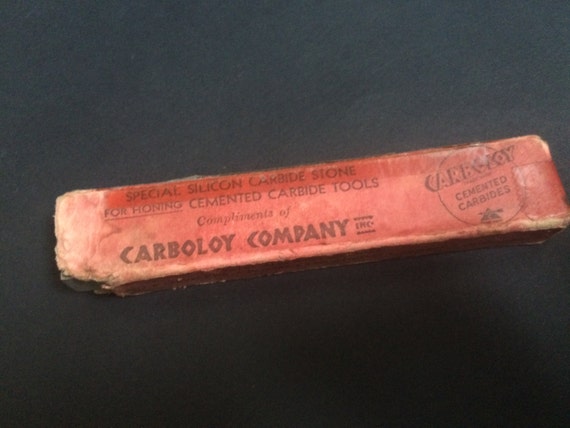 SPECIAL SILICON CARBIDE STONE
FOR HONING CEMENTED CARBIDE TOOLS
Compliments of
CARBOLOY COMPANY INC.
CARBOLOY
CEMENTED
CARBIDES